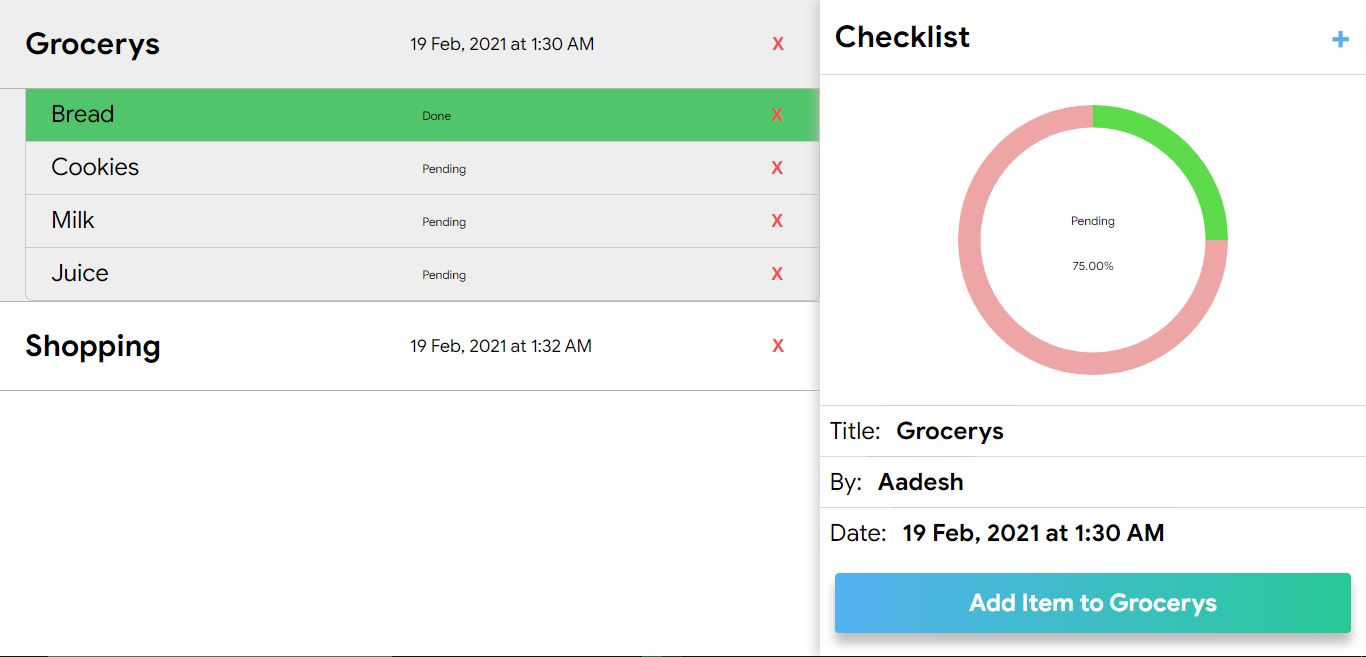 Grocerys 19 Feb, 2021 at 1:30 AM X
Bread Done X
Cookies Pending X
Milk Pending X
Juice Pending X
Shopping 19 Feb, 2021 at 1:32 AM X
Checklist +
Pending
75.00%
Title: Grocerys
By: Aadesh
Date: 19 Feb, 2021 at 1:30 AM
Add Item to Grocerys